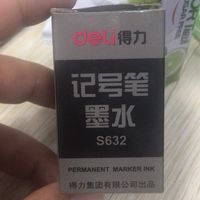 deli得力
记号笔
墨水
S632
PERMANENT MARKER INK
得力集团有限公司出品